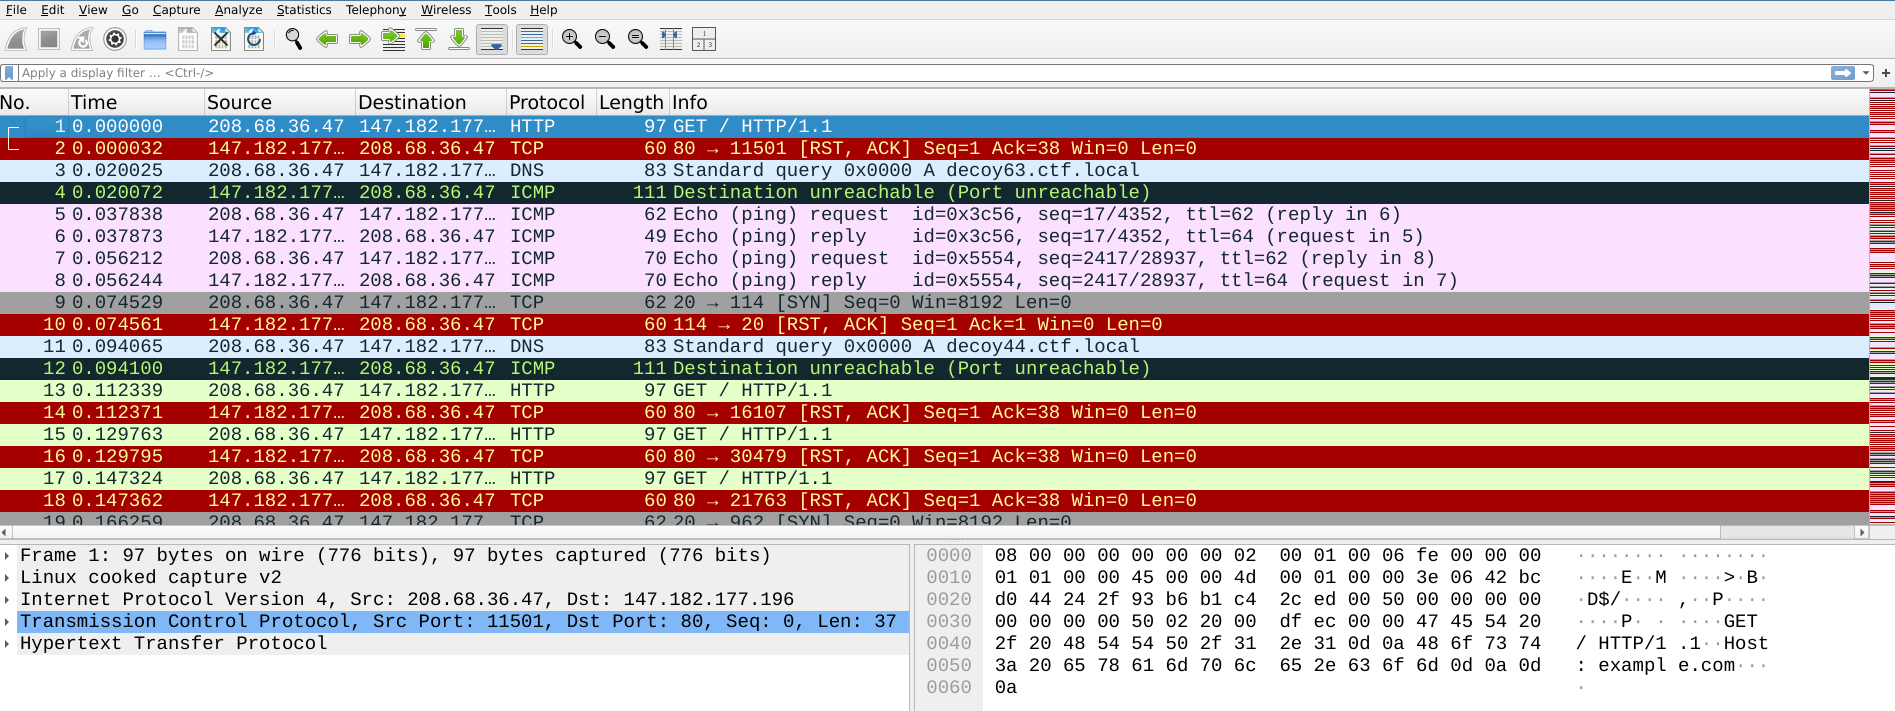 File Edit View Go Capture Analyze Statistics Telephony Wireless Tools Help
Apply a display filter ... <Ctrl-/>
No. Time Source Destination Protocol Length Info
1 0.000000 208.68.36.47 147.182.177… HTTP 97 GET / HTTP/1.1
2 0.000032 147.182.177… 208.68.36.47 TCP 60 80 → 11501 [RST, ACK] Seq=1 Ack=38 Win=0 Len=0
3 0.020025 208.68.36.47 147.182.177… DNS 83 Standard query 0x0000 A decoy63.ctf.local
4 0.020072 147.182.177… 208.68.36.47 ICMP 111 Destination unreachable (Port unreachable)
5 0.037838 208.68.36.47 147.182.177… ICMP 62 Echo (ping) request id=0x3c56, seq=17/4352, ttl=62 (reply in 6)
6 0.037873 147.182.177… 208.68.36.47 ICMP 49 Echo (ping) reply id=0x3c56, seq=17/4352, ttl=64 (request in 5)
7 0.056212 208.68.36.47 147.182.177… ICMP 70 Echo (ping) request id=0x5554, seq=2417/28937, ttl=62 (reply in 8)
8 0.056244 147.182.177… 208.68.36.47 ICMP 70 Echo (ping) reply id=0x5554, seq=2417/28937, ttl=64 (request in 7)
9 0.074529 208.68.36.47 147.182.177… TCP 62 20 → 114 [SYN] Seq=0 Win=8192 Len=0
10 0.074561 147.182.177… 208.68.36.47 TCP 60 114 → 20 [RST, ACK] Seq=1 Ack=1 Win=0 Len=0
11 0.094065 208.68.36.47 147.182.177… DNS 83 Standard query 0x0000 A decoy44.ctf.local
12 0.094100 147.182.177… 208.68.36.47 ICMP 111 Destination unreachable (Port unreachable)
13 0.112339 208.68.36.47 147.182.177… HTTP 97 GET / HTTP/1.1
14 0.112371 147.182.177… 208.68.36.47 TCP 60 80 → 16107 [RST, ACK] Seq=1 Ack=38 Win=0 Len=0
15 0.129763 208.68.36.47 147.182.177… HTTP 97 GET / HTTP/1.1
16 0.129795 147.182.177… 208.68.36.47 TCP 60 80 → 30479 [RST, ACK] Seq=1 Ack=38 Win=0 Len=0
17 0.147324 208.68.36.47 147.182.177… HTTP 97 GET / HTTP/1.1
18 0.147362 147.182.177… 208.68.36.47 TCP 60 80 → 21763 [RST, ACK] Seq=1 Ack=38 Win=0 Len=0
19 0.166259 208.68.36.47 147.182.177 TCP 62 20 → 962 [SYN] Seq=0 Win=8192 Len=0
Frame 1: 97 bytes on wire (776 bits), 97 bytes captured (776 bits)
Linux cooked capture v2
Internet Protocol Version 4, Src: 208.68.36.47, Dst: 147.182.177.196
Transmission Control Protocol, Src Port: 11501, Dst Port: 80, Seq: 0, Len: 37
Hypertext Transfer Protocol
0000 08 00 00 00 00 00 00 02 00 01 00 06 fe 00 00 00 ········ ········
0010 01 01 00 00 45 00 00 4d 00 01 00 00 3e 06 42 bc ····E··M ····>·B·
0020 d0 44 24 2f 93 b6 b1 c4 2c ed 00 50 00 00 00 00 ·D$/···· ,··P····
0030 00 00 00 00 50 02 20 00 df ec 00 00 47 45 54 20 ····P· · ····GET
0040 2f 20 48 54 54 50 2f 31 2e 31 0d 0a 48 6f 73 74 / HTTP/1 .1··Host
0050 3a 20 65 78 61 6d 70 6c 65 2e 63 6f 6d 0d 0a 0d : exampl e.com···
0060 0a ·